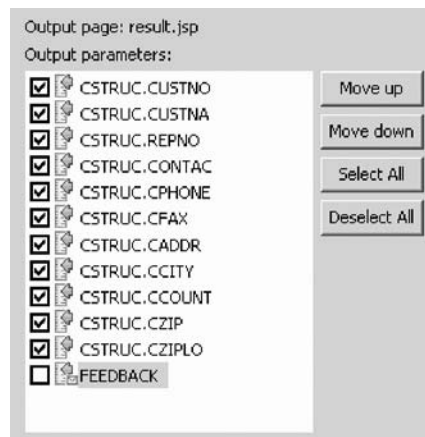 Output page: result.jsp
Output parameters:
CSTRUC.CUSTNO
CSTRUC.CUSTNA
CSTRUC.REPNO
CSTRUC.CONTAC
CSTRUC.CPHONE
CSTRUC.CFAX
CSTRUC.CADDR
CSTRUC.CCITY
CSTRUC.CCOUNT
CSTRUC.CZIP
CSTRUC.CZIPLO
FEEDBACK
Move up
Move down
Select All
Deselect All